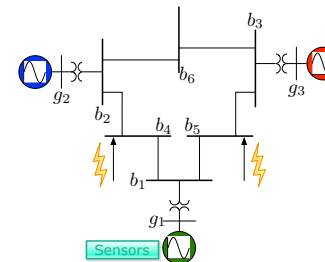 b₃
b₆
g₂
g₃
b₂
b₄ b₅
b₁
g₁
Sensors